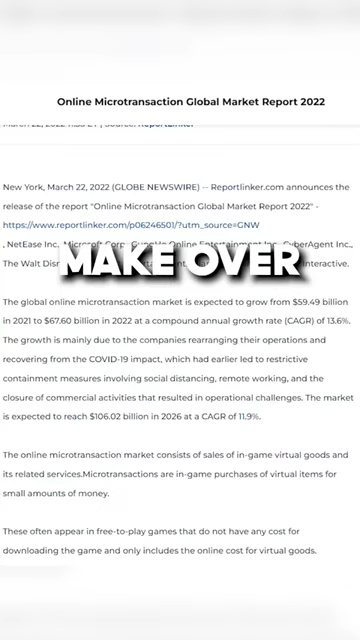 Online Microtransaction Global Market Report 2022
New York, March 22, 2022 (GLOBE NEWSWIRE) -- Reportlinker.com announces the
release of the report "Online Microtransaction Global Market Report 2022" -
https://www.reportlinker.com/p06246501/?utm_source=GNW
, NetEase Inc, Microsoft Corp, GungHo Online Entertainment Inc, CyberAgent Inc.,
The Walt Interactive.
MAKE OVER
The global online microtransaction market is expected to grow from $59.49 billion
in 2021 to $67.60 billion in 2022 at a compound annual growth rate (CAGR) of 13.6%.
The growth is mainly due to the companies rearranging their operations and
recovering from the COVID-19 impact, which had earlier led to restrictive
containment measures involving social distancing, remote working, and the
closure of commercial activities that resulted in operational challenges. The market
is expected to reach $106.02 billion in 2026 at a CAGR of 11.9%.
The online microtransaction market consists of sales of in-game virtual goods and
its related services.Microtransactions are in-game purchases of virtual items for
small amounts of money.
These often appear in free-to-play games that do not have any cost for
downloading the game and only includes the online cost for virtual goods.